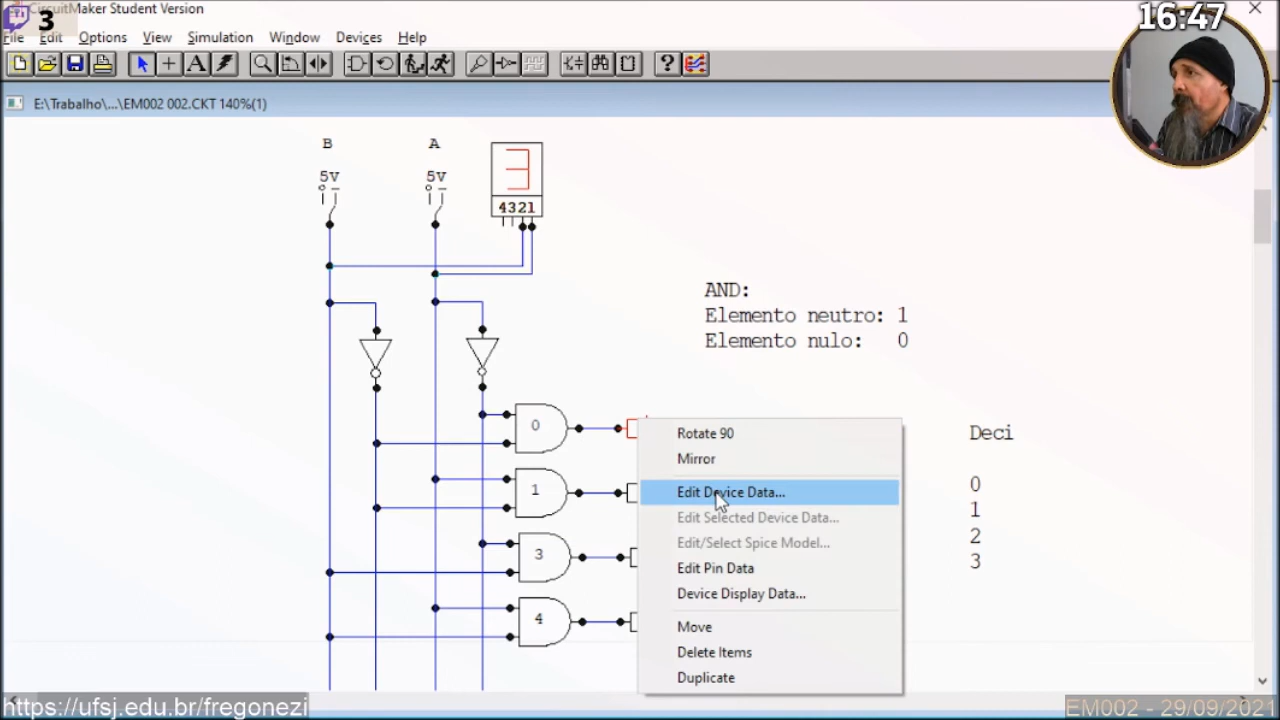 3
CircuitMaker Student Version
16:47
File Edit Options View Simulation Window Devices Help
E:\Trabalho\...\EM002 002.CKT 140%(1)
B
A
5V
5V
3
4321
AND:
Elemento neutro: 1
Elemento nulo: 0
0
1
3
4
Rotate 90
Mirror
Edit Device Data...
Edit Selected Device Data...
Edit/Select Spice Model...
Edit Pin Data
Device Display Data...
Move
Delete Items
Duplicate
Deci
0
1
2
3
https://ufsj.edu.br/fregonezi
EM002 - 29/09/2021